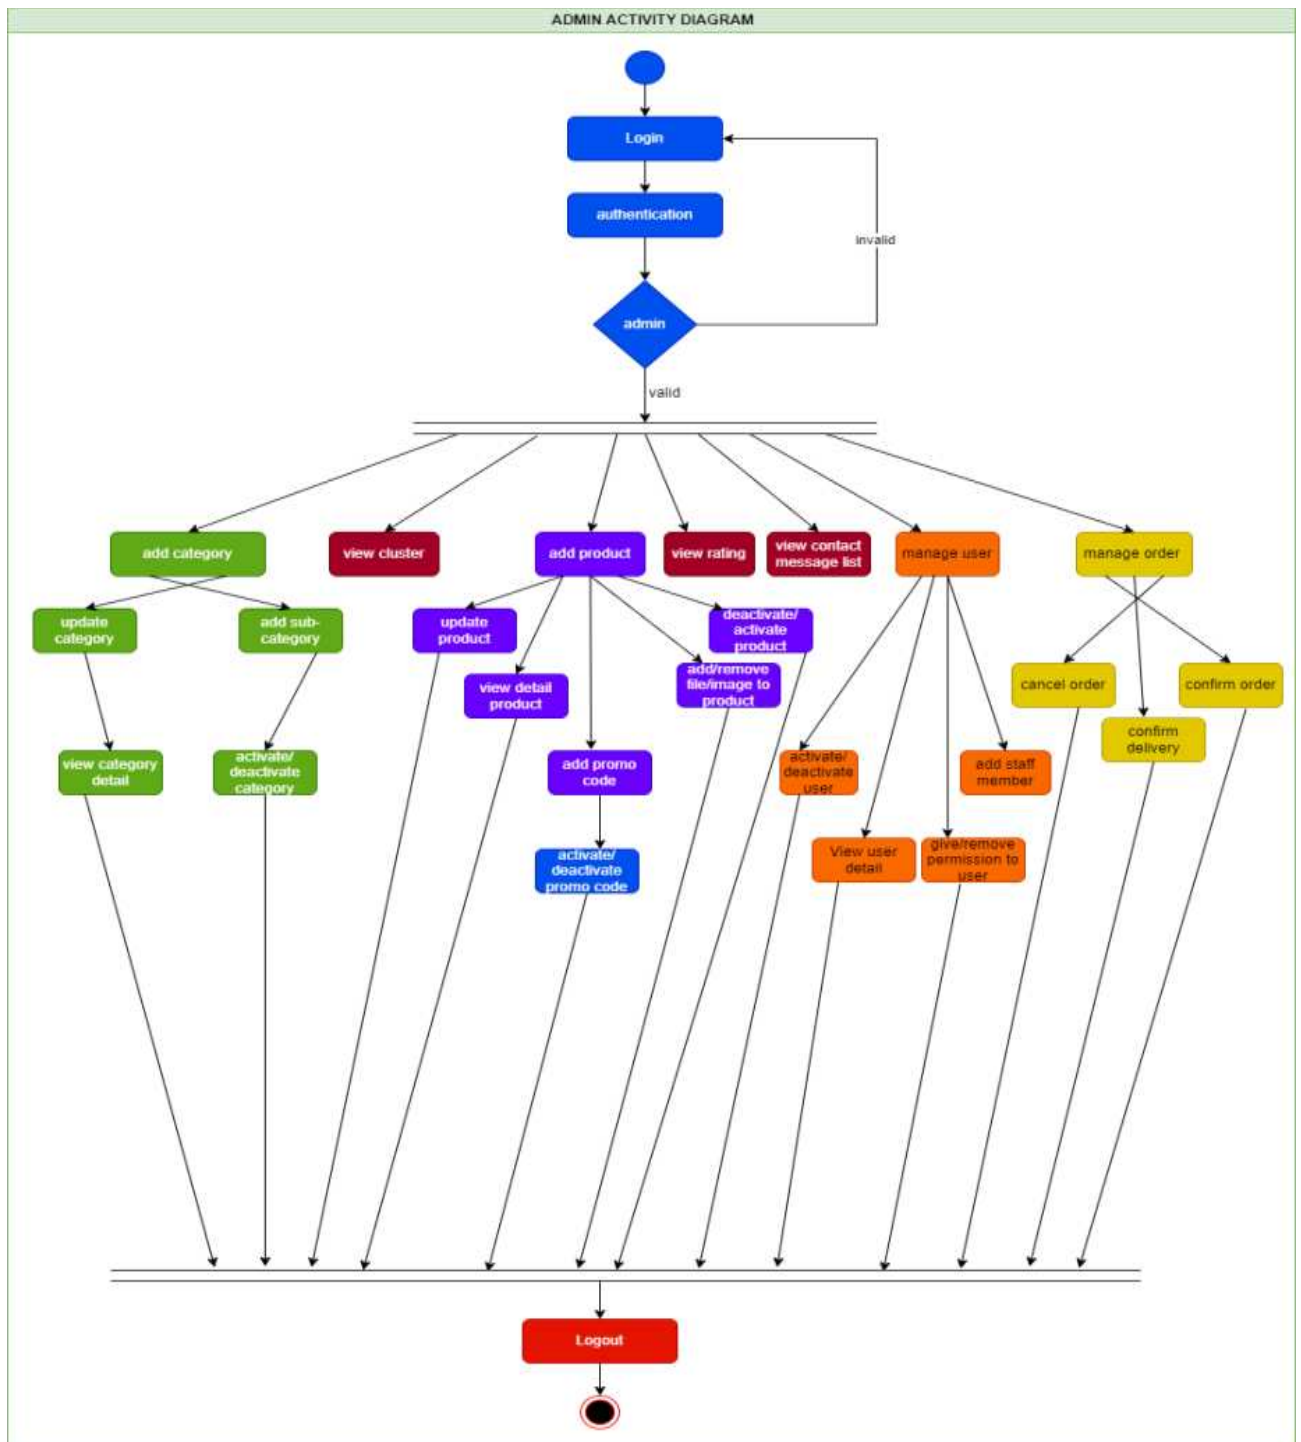 ADMIN ACTIVITY DIAGRAM
Login
authentication
invalid
admin
valid
add category
view cluster
add product
view rating
view contact
message list
manage user
manage order
update
category
add sub-
category
update
product
deactivate/
activate
product
view detail
product
add/remove
file/image to
product
cancel order
confirm order
confirm
delivery
view category
detail
activate/
deactivate
category
add promo
code
activate/
deactivate
user
add staff
member
activate/
deactivate
promo code
View user
detail
give/remove
permission to
user
Logout